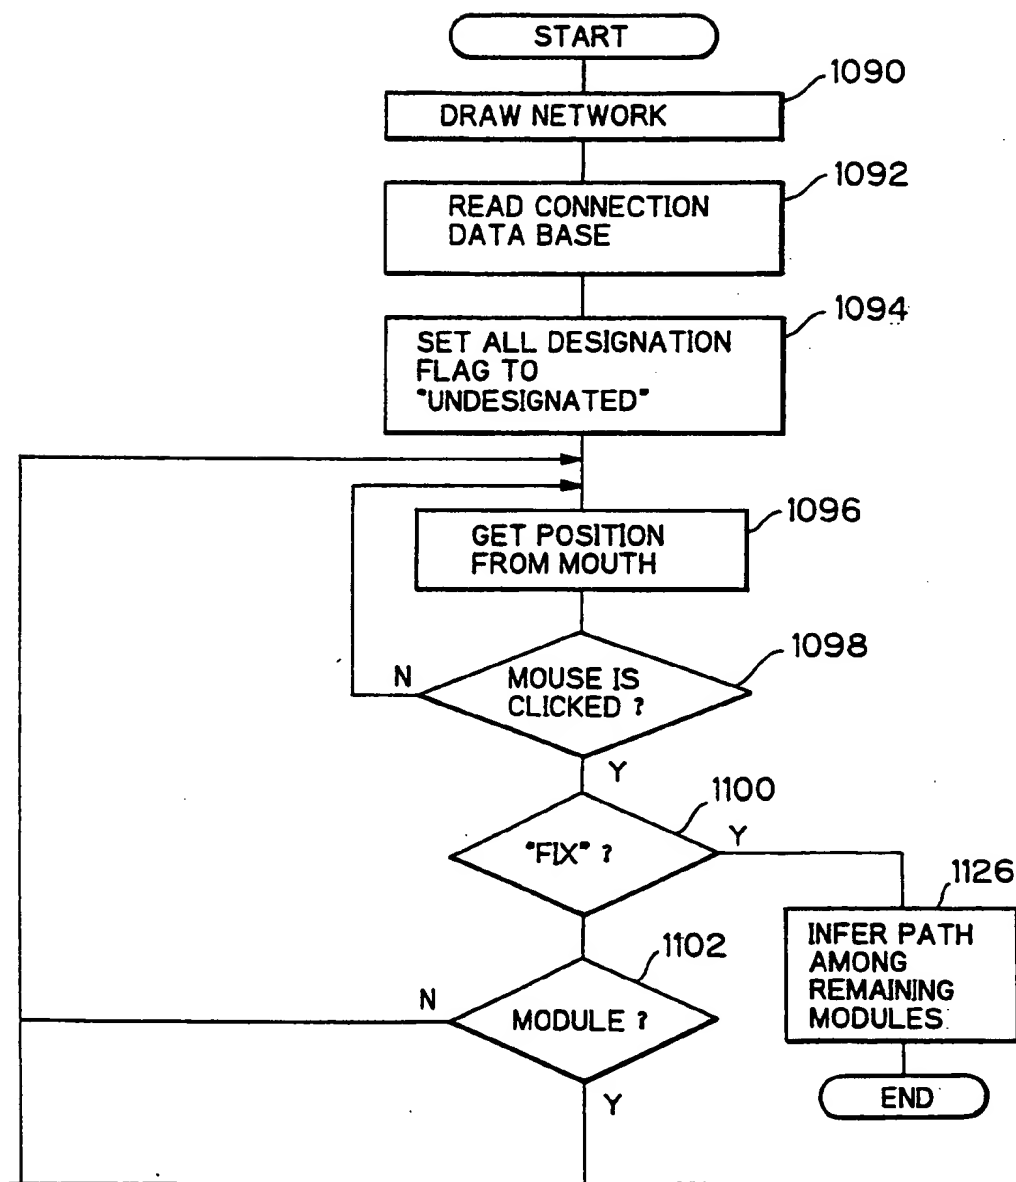 START
1090
DRAW NETWORK
1092
READ CONNECTION
DATA BASE
1094
SET ALL DESIGNATION
FLAG TO
"UNDESIGNATED"
1096
GET POSITION
FROM MOUTH
1098
N
MOUSE IS
CLICKED ?
Y
1100
"FIX" ?
Y
1126
INFER PATH
AMONG
REMAINING
MODULES
1102
N
MODULE ?
Y
END